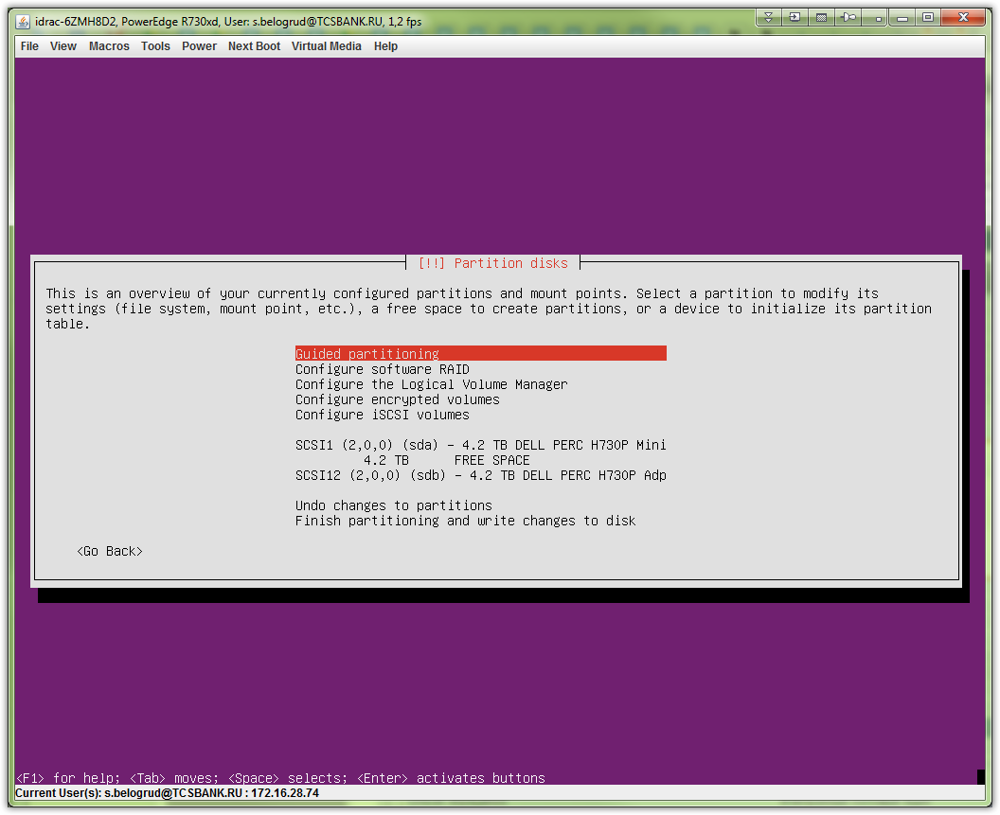 idrac-6ZMH8D2, PowerEdge R730xd, User: s.belogrud@TCSBANK.RU, 1,2 fps
File View Macros Tools Power Next Boot Virtual Media Help
[!!] Partition disks
This is an overview of your currently configured partitions and mount points. Select a partition to modify its
settings (file system, mount point, etc.), a free space to create partitions, or a device to initialize its partition
table.
Guided partitioning
Configure software RAID
Configure the Logical Volume Manager
Configure encrypted volumes
Configure iSCSI volumes
SCSI1 (2,0,0) (sda) - 4.2 TB DELL PERC H730P Mini
4.2 TB FREE SPACE
SCSI12 (2,0,0) (sdb) - 4.2 TB DELL PERC H730P Adp
Undo changes to partitions
Finish partitioning and write changes to disk
<Go Back>
<F1> for help; <Tab> moves; <Space> selects; <Enter> activates buttons
Current User(s): s.belogrud@TCSBANK.RU : 172.16.28.74